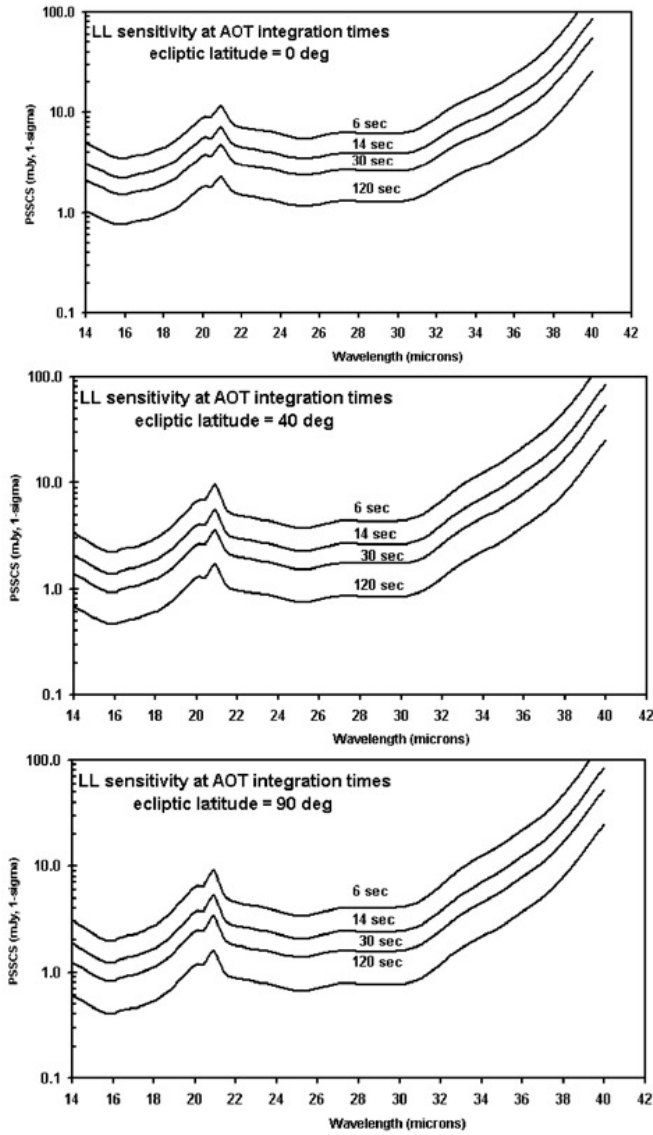 LL sensitivity at AOT integration times
ecliptic latitude = 0 deg
PSSCS (mJy, 1-sigma)
100.0
10.0
1.0
0.1
6 sec
14 sec
30 sec
120 sec
14 16 18 20 22 24 26 28 30 32 34 36 38 40 42
Wavelength (microns)
LL sensitivity at AOT integration times
ecliptic latitude = 40 deg
PSSCS (mJy, 1-sigma)
100.0
10.0
1.0
0.1
6 sec
14 sec
30 sec
120 sec
14 16 18 20 22 24 26 28 30 32 34 36 38 40 42
Wavelength (microns)
LL sensitivity at AOT integration times
ecliptic latitude = 90 deg
PSSCS (mJy, 1-sigma)
100.0
10.0
1.0
0.1
6 sec
14 sec
30 sec
120 sec
14 16 18 20 22 24 26 28 30 32 34 36 38 40 42
Wavelength (microns)